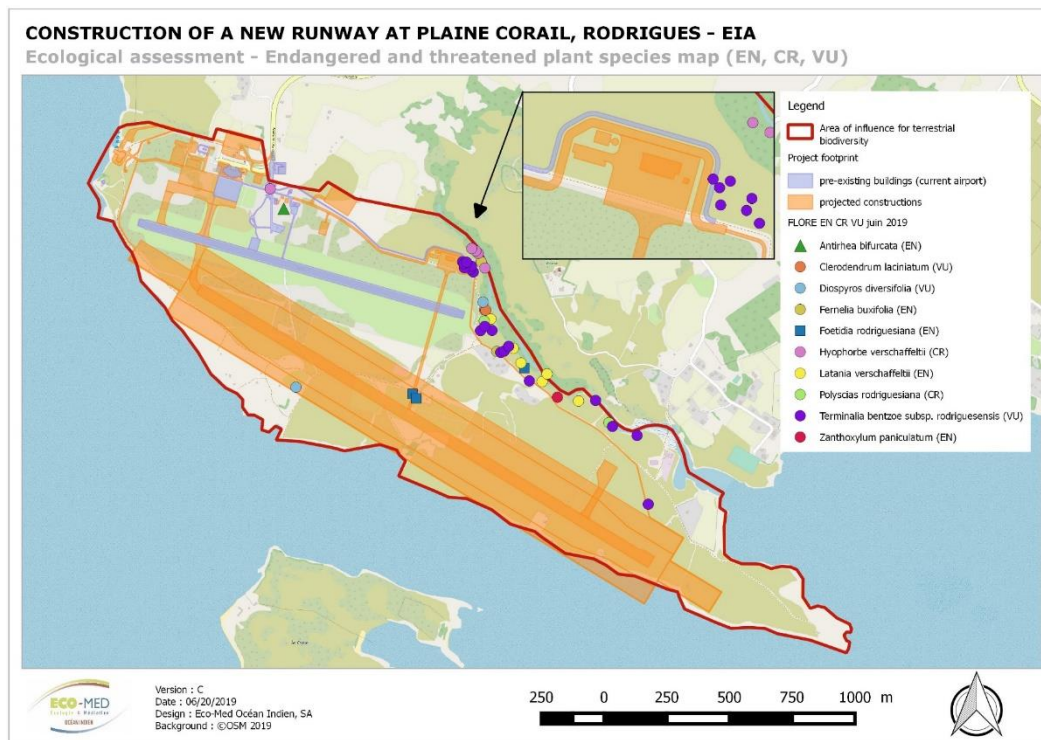 CONSTRUCTION OF A NEW RUNWAY AT PLAINE CORAIL, RODRIGUES - EIA
Ecological assessment - Endangered and threatened plant species map (EN, CR, VU)
Legend
Area of influence for terrestrial
biodiversity
Project footprint
pre-existing buildings (current airport)
projected constructions
FLORE EN CR VU juin 2019
Antirhea bifurcata (EN)
Clerodendrum laciniatum (VU)
Diospyros diversifolia (VU)
Fernelia buxifolia (EN)
Foetidia rodriguesiana (EN)
Hyophorbe verschaffeltii (CR)
Latania verschaffeltii (EN)
Polyscias rodriguesiana (CR)
Terminalia bentzoe subsp. rodriguesensis (VU)
Zanthoxylum paniculatum (EN)
ECO-MED
OCÉAN INDIEN
Version : C
Date : 06/20/2019
Design : Eco-Med Océan Indien, SA
Background : ©OSM 2019
250 0 250 500 750 1000 m